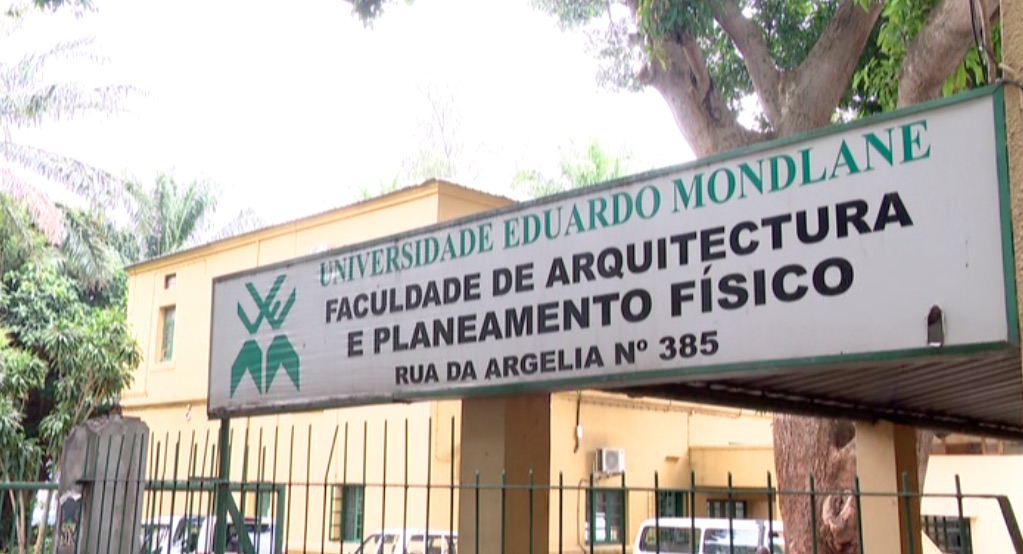 UNIVERSIDADE EDUARDO MONDLANE
FACULDADE DE ARQUITECTURA
E PLANEAMENTO FÍSICO
RUA DA ARGELIA Nº 385